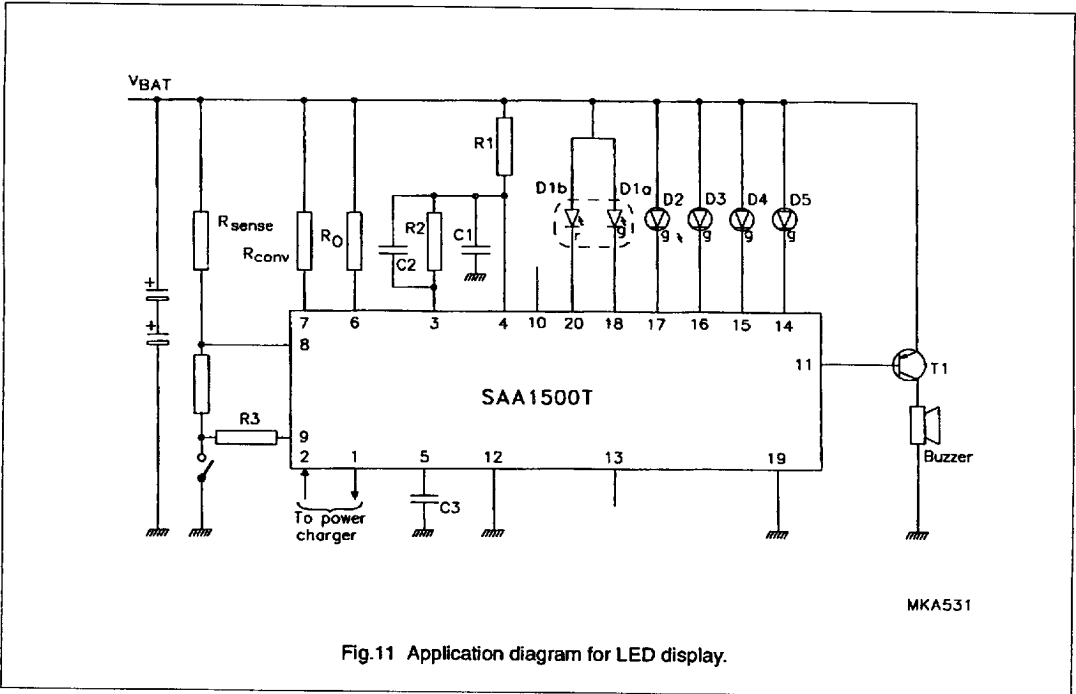 VBAT
R1
D1b
D1a
D2
D3
D4
D5
Rsense
Rconv
RO
C2
R2
C1
r
g
g
g
g
g
+
+
7
6
3
4
10
20
18
17
16
15
14
8
11
T1
SAA1500T
R3
9
2
1
5
12
13
19
Buzzer
C3
To power
charger
MKA531
Fig.11 Application diagram for LED display.